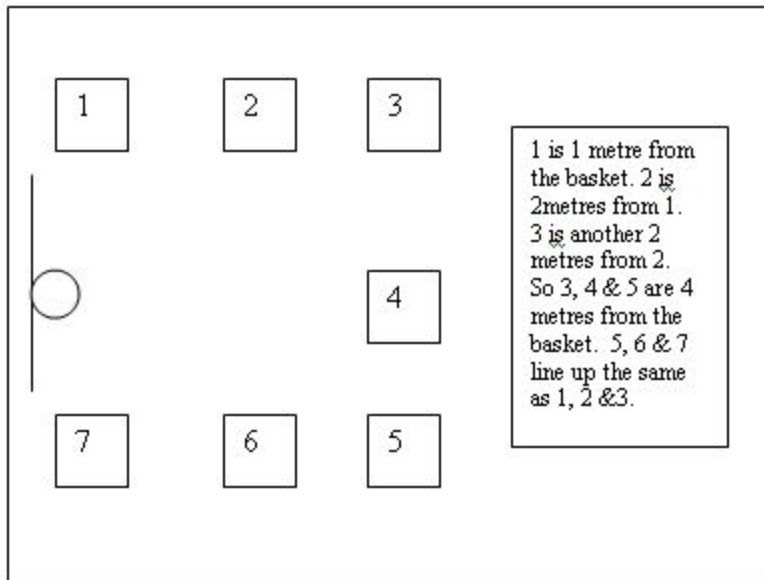 1 2 3
1 is 1 metre from
the basket. 2 is
2metres from 1.
3 is another 2
metres from 2.
So 3, 4 & 5 are 4
metres from the
basket.  5, 6 & 7
line up the same
as 1, 2 &3.
4
7 6 5